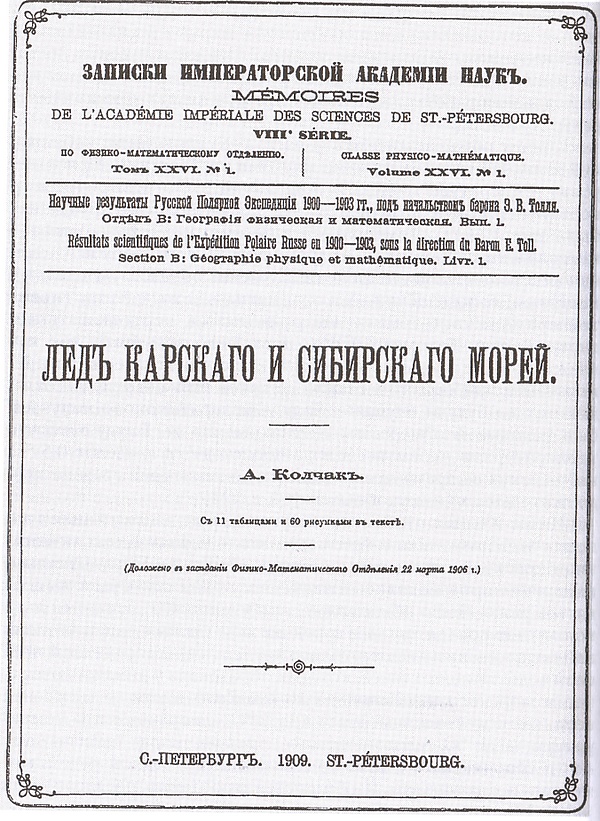 ЗАПИСКИ ИМПЕРАТОРСКОЙ АКАДЕМІИ НАУКЪ.
MÉMOIRES
DE L'ACADÉMIE IMPÉRIALE DES SCIENCES DE ST.-PÉTERSBOURG.
VIIIᵉ SÉRIE.
ПО ФИЗИКО-МАТЕМАТИЧЕСКОМУ ОТДѢЛЕНІЮ.
Томъ XXVI. № 1.
CLASSE PHYSICO-MATHÉMATIQUE.
Volume XXVI. № 1.
Научные результаты Русской Полярной Экспедиціи 1900—1903 гг., подъ начальствомъ барона Э. В. Толля.
Отдѣлъ B: Географія физическая и математическая. Вып. 1.
Résultats scientifiques de l'Expédition Polaire Russe en 1900—1903, sous la direction du Baron E. Toll.
Section B: Géographie physique et mathématique. Livr. 1.
ЛЕДЪ КАРСКАГО И СИБИРСКАГО МОРЕЙ.
А. Колчакъ.
Съ 11 таблицами и 60 рисунками въ текстѣ.
(Доложено въ засѣданіи Физико-Математическаго Отдѣленія 22 марта 1906 г.)
С.-ПЕТЕРБУРГЪ. 1909. ST.-PÉTERSBOURG.